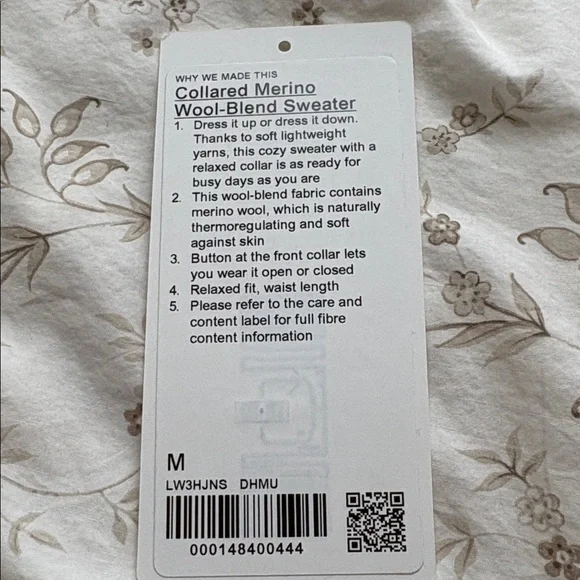 WHY WE MADE THIS
Collared Merino
Wool-Blend Sweater
1. Dress it up or dress it down.
Thanks to soft lightweight
yarns, this cozy sweater with a
relaxed collar is as ready for
busy days as you are
2. This wool-blend fabric contains
merino wool, which is naturally
thermoregulating and soft
against skin
3. Button at the front collar lets
you wear it open or closed
4. Relaxed fit, waist length
5. Please refer to the care and
content label for full fibre
content information
M
LW3HJNS DHMU
000148400444